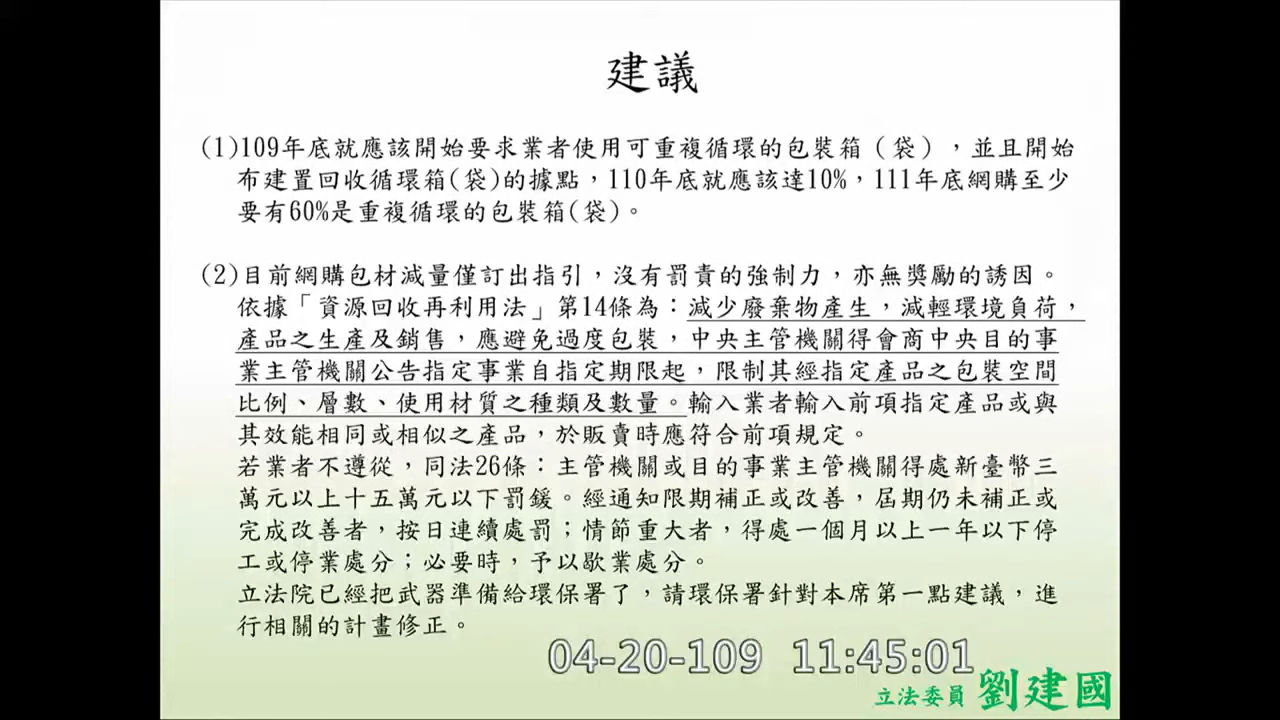 建議
(1)109年底就應該開始要求業者使用可重複循環的包裝箱（袋），並且開始
布建置回收循環箱(袋)的據點，110年底就應該達10%，111年底網購至少
要有60%是重複循環的包裝箱(袋)。
(2)目前網購包材減量僅訂出指引，沒有罰責的強制力，亦無獎勵的誘因。
依據「資源回收再利用法」第14條為：減少廢棄物產生，減輕環境負荷，
產品之生產及銷售，應避免過度包裝，中央主管機關得會商中央目的事
業主管機關公告指定事業自指定期限起，限制其經指定產品之包裝空間
比例、層數、使用材質之種類及數量。輸入業者輸入前項指定產品或與
其效能相同或相似之產品，於販賣時應符合前項規定。
若業者不遵從，同法26條：主管機關或目的事業主管機關得處新臺幣三
萬元以上十五萬元以下罰鍰。經通知限期補正或改善，屆期仍未補正或
完成改善者，按日連續處罰；情節重大者，得處一個月以上一年以下停
工或停業處分；必要時，予以歇業處分。
立法院已經把武器準備給環保署了，請環保署針對本席第一點建議，進
行相關的計畫修正。
04-20-109 11:45:01
立法委員 劉建國